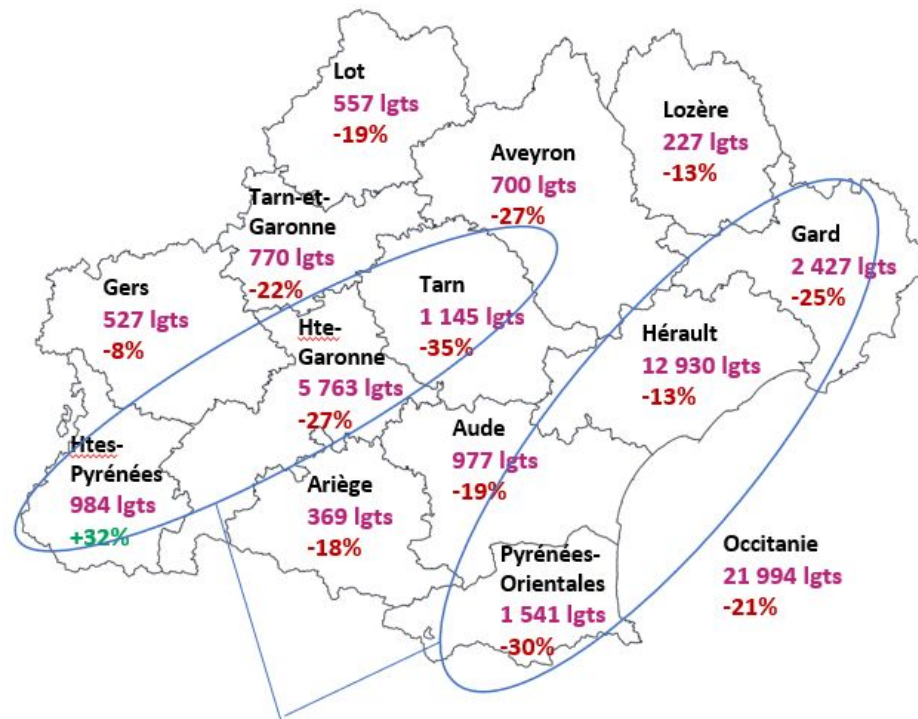 Lot
557 lgts
-19%
Lozère
227 lgts
-13%
Aveyron
700 lgts
-27%
Tarn-et-
Garonne
770 lgts
-22%
Gard
2 427 lgts
-25%
Gers
527 lgts
-8%
Tarn
1 145 lgts
-35%
Hte-
Garonne
5 763 lgts
-27%
Hérault
12 930 lgts
-13%
Htes-
Pyrénées
984 lgts
+32%
Aude
977 lgts
-19%
Ariège
369 lgts
-18%
Pyrénées-
Orientales
1 541 lgts
-30%
Occitanie
21 994 lgts
-21%